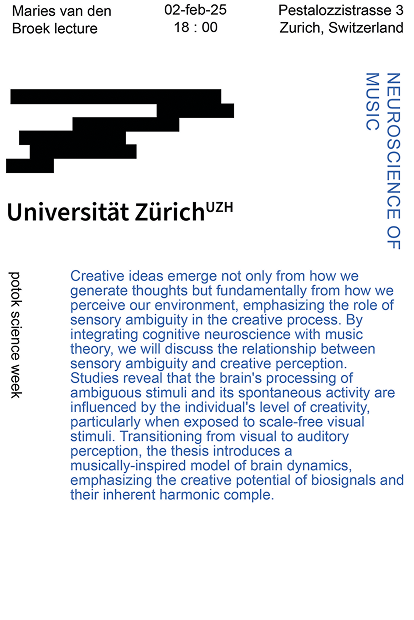 Maries van den
Broek lecture
02-feb-25
18 : 00
Pestalozzistrasse 3
Zurich, Switzerland
NEUROSCIENCE OF
MUSIC
Universität Zürich UZH
potok science week
Creative ideas emerge not only from how we
generate thoughts but fundamentally from how we
perceive our environment, emphasizing the role of
sensory ambiguity in the creative process. By
integrating cognitive neuroscience with music
theory, we will discuss the relationship between
sensory ambiguity and creative perception.
Studies reveal that the brain's processing of
ambiguous stimuli and its spontaneous activity are
influenced by the individual's level of creativity,
particularly when exposed to scale-free visual
stimuli. Transitioning from visual to auditory
perception, the thesis introduces a
musically-inspired model of brain dynamics,
emphasizing the creative potential of biosignals and
their inherent harmonic comple.